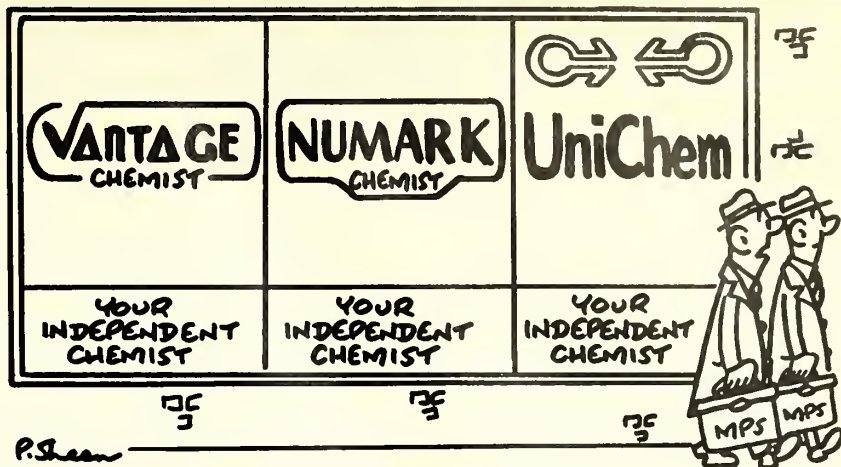 VANTAGE
CHEMIST
NUMARK
CHEMIST
UniChem
YOUR
INDEPENDENT
CHEMIST
YOUR
INDEPENDENT
CHEMIST
YOUR
INDEPENDENT
CHEMIST
MPS
MPS
P. Sheen